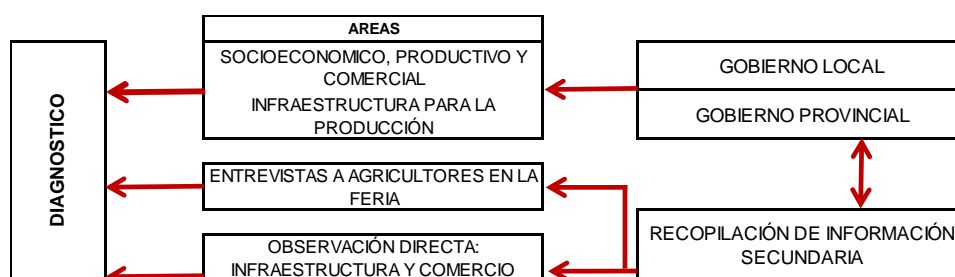 AREAS
SOCIOECONOMICO, PRODUCTIVO Y
COMERCIAL
INFRAESTRUCTURA PARA LA
PRODUCCIÓN
GOBIERNO LOCAL
GOBIERNO PROVINCIAL
DIAGNOSTICO
ENTREVISTAS A AGRICULTORES EN LA
FERIA
OBSERVACIÓN DIRECTA:
INFRAESTRUCTURA Y COMERCIO
RECOPILACIÓN DE INFORMACIÓN
SECUNDARIA